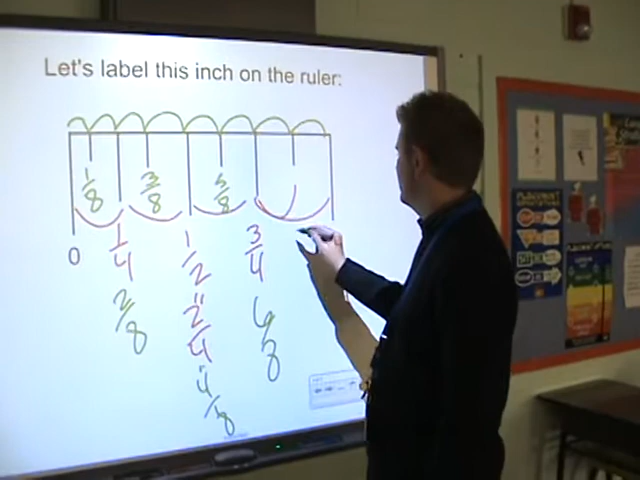 Let's label this inch on the ruler:
1/8 3/8 5/8
0 1/4 1/2 3/4
2/8 2/4 6/8
4/8